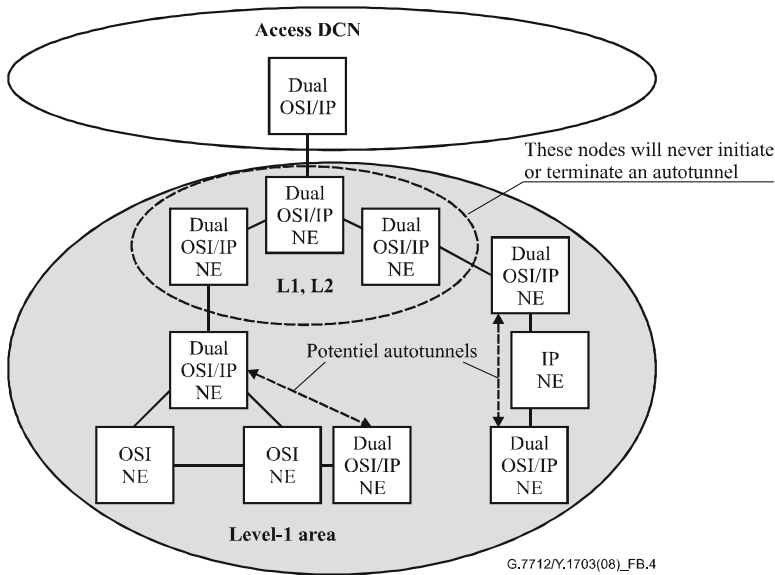 Access DCN
Dual
OSI/IP
These nodes will never initiate
or terminate an autotunnel
Dual
OSI/IP
NE
Dual
OSI/IP
NE
Dual
OSI/IP
NE
L1, L2
Dual
OSI/IP
NE
Dual
OSI/IP
NE
Potentiel autotunnels
IP
NE
OSI
NE
OSI
NE
Dual
OSI/IP
NE
Dual
OSI/IP
NE
Level-1 area
G.7712/Y.1703(08)_FB.4